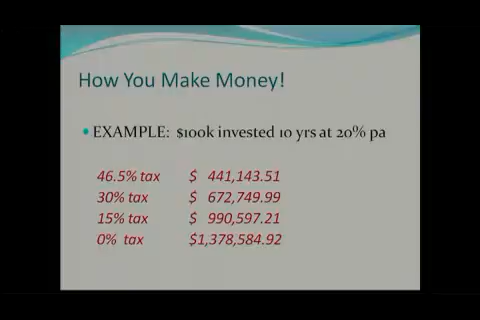 How You Make Money!
EXAMPLE: $100k invested 10 yrs at 20% pa
46.5% tax $ 441,143.51
30% tax $ 672,749.99
15% tax $ 990,597.21
0% tax $1,378,584.92